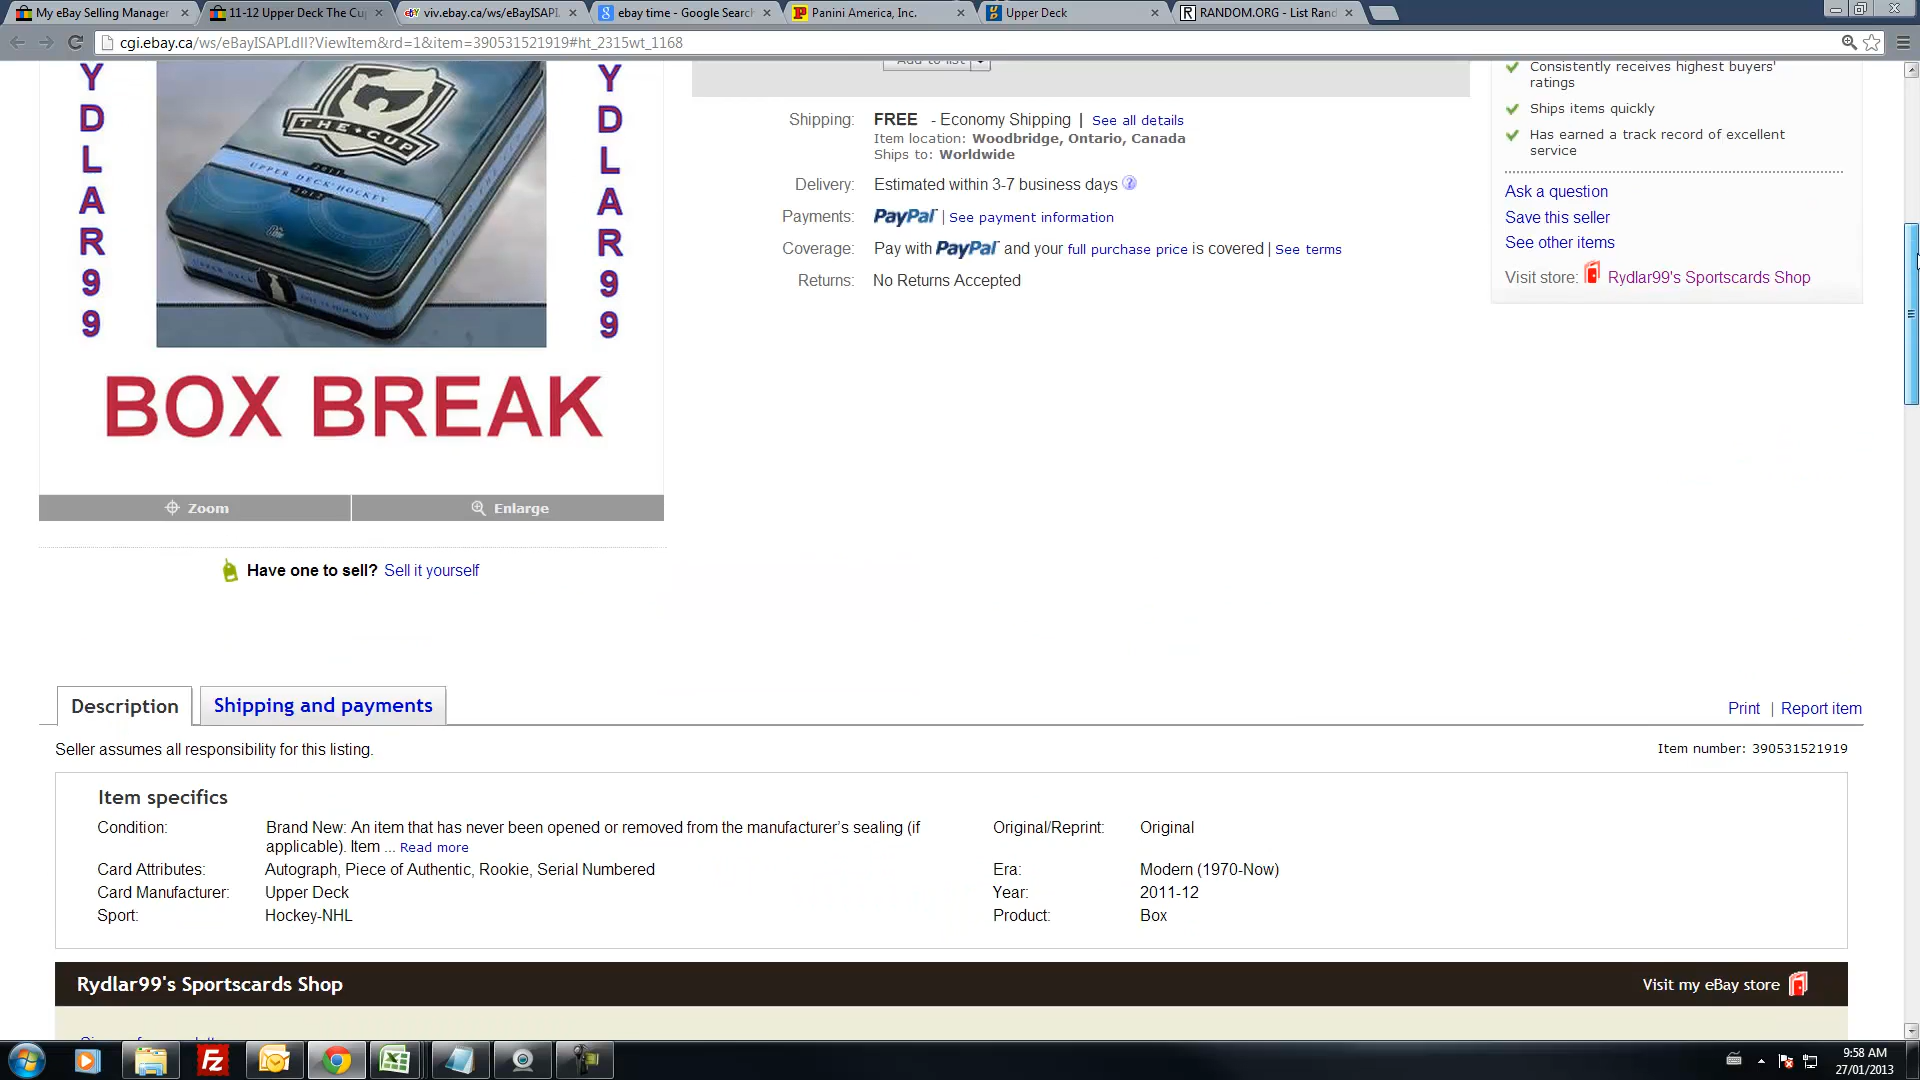 My eBay Selling Manager
11-12 Upper Deck The Cu
viv.ebay.ca/ws/eBayISAPI.
ebay time - Google Searc
Panini America, Inc.
Upper Deck
RANDOM.ORG - List Rand
cgi.ebay.ca/ws/eBayISAPI.dll?ViewItem&rd=1&item=390531521919#ht_2315wt_1168
Y
D
L
A
R
9
9
THE CUP
2011
UPPER DECK HOCKEY
2012
UPPER DECK
Y
D
L
A
R
9
9
BOX BREAK
Zoom
Enlarge
Have one to sell? Sell it yourself
Add to list
Shipping: FREE - Economy Shipping | See all details
Item location: Woodbridge, Ontario, Canada
Ships to: Worldwide
Delivery: Estimated within 3-7 business days ?
Payments: PayPal | See payment information
Coverage: Pay with PayPal and your full purchase price is covered | See terms
Returns: No Returns Accepted
Consistently receives highest buyers'
ratings
Ships items quickly
Has earned a track record of excellent
service
Ask a question
Save this seller
See other items
Visit store: Rydlar99's Sportscards Shop
Description
Shipping and payments
Print | Report item
Seller assumes all responsibility for this listing.
Item number: 390531521919
Item specifics
Condition: Brand New: An item that has never been opened or removed from the manufacturer's sealing (if
applicable). Item ... Read more
Original/Reprint: Original
Card Attributes: Autograph, Piece of Authentic, Rookie, Serial Numbered
Era: Modern (1970-Now)
Card Manufacturer: Upper Deck
Year: 2011-12
Sport: Hockey-NHL
Product: Box
Rydlar99's Sportscards Shop
Visit my eBay store
9:58 AM
27/01/2013